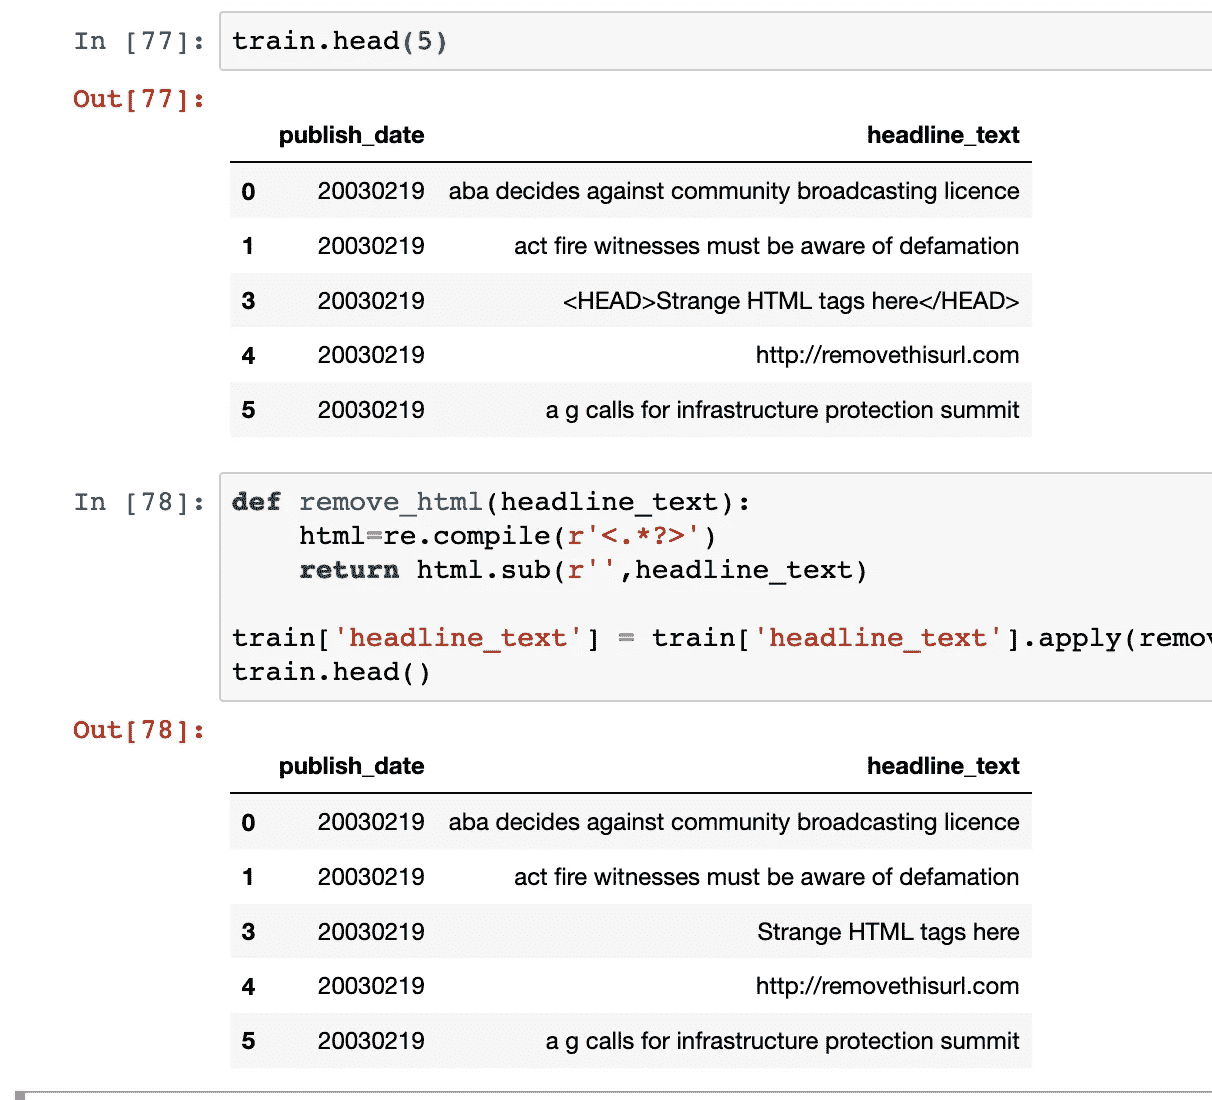 In [77]: train.head(5)
Out[77]:
publish_date headline_text
0 20030219 aba decides against community broadcasting licence
1 20030219 act fire witnesses must be aware of defamation
3 20030219 <HEAD>Strange HTML tags here</HEAD>
4 20030219 http://removethisurl.com
5 20030219 a g calls for infrastructure protection summit
In [78]: def remove_html(headline_text):
    html=re.compile(r'<.*?>')
    return html.sub(r'',headline_text)
train['headline_text'] = train['headline_text'].apply(remov
train.head()
Out[78]:
publish_date headline_text
0 20030219 aba decides against community broadcasting licence
1 20030219 act fire witnesses must be aware of defamation
3 20030219 Strange HTML tags here
4 20030219 http://removethisurl.com
5 20030219 a g calls for infrastructure protection summit